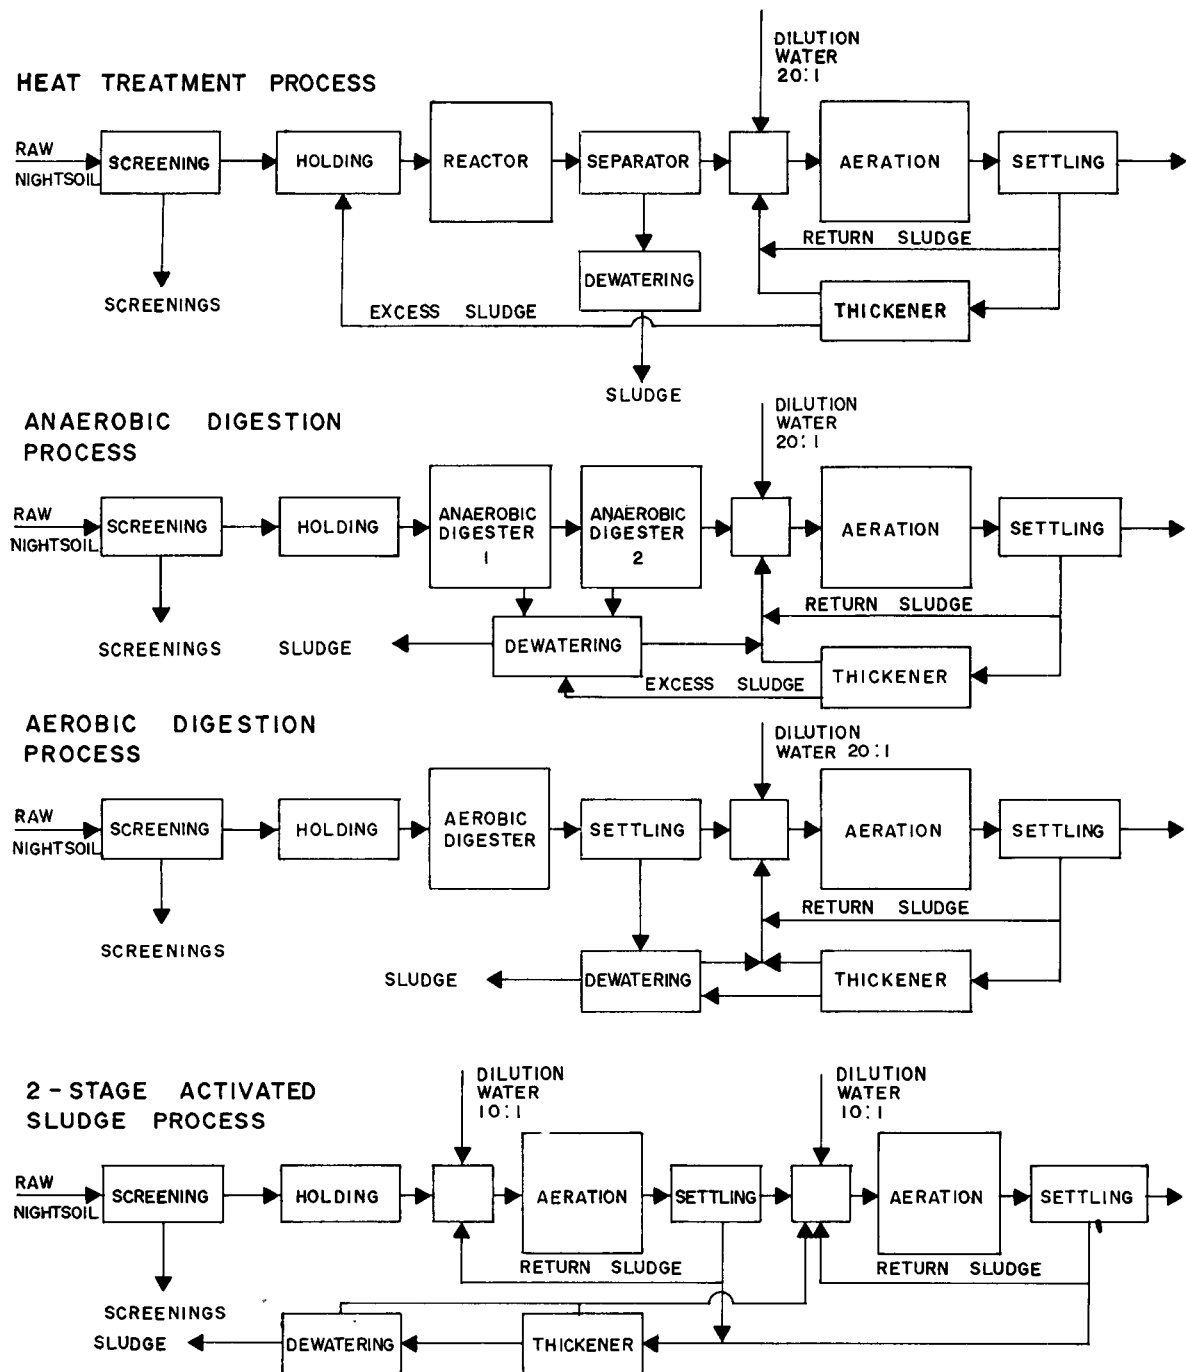 HEAT TREATMENT PROCESS
DILUTION
WATER
20:1
RAW
NIGHTSOIL
SCREENING
HOLDING
REACTOR
SEPARATOR
AERATION
SETTLING
RETURN SLUDGE
DEWATERING
SCREENINGS
EXCESS SLUDGE
THICKENER
SLUDGE
ANAEROBIC DIGESTION
PROCESS
DILUTION
WATER
20:1
RAW
NIGHTSOIL
SCREENING
HOLDING
ANAEROBIC
DIGESTER
1
ANAEROBIC
DIGESTER
2
AERATION
SETTLING
RETURN SLUDGE
SCREENINGS
SLUDGE
DEWATERING
EXCESS SLUDGE
THICKENER
AEROBIC DIGESTION
PROCESS
DILUTION
WATER 20:1
RAW
NIGHTSOIL
SCREENING
HOLDING
AEROBIC
DIGESTER
SETTLING
AERATION
SETTLING
RETURN SLUDGE
SCREENINGS
SLUDGE
DEWATERING
THICKENER
2-STAGE ACTIVATED
SLUDGE PROCESS
DILUTION
WATER
10:1
DILUTION
WATER
10:1
RAW
NIGHTSOIL
SCREENING
HOLDING
AERATION
SETTLING
AERATION
SETTLING
RETURN SLUDGE
RETURN SLUDGE
SCREENINGS
SLUDGE
DEWATERING
THICKENER